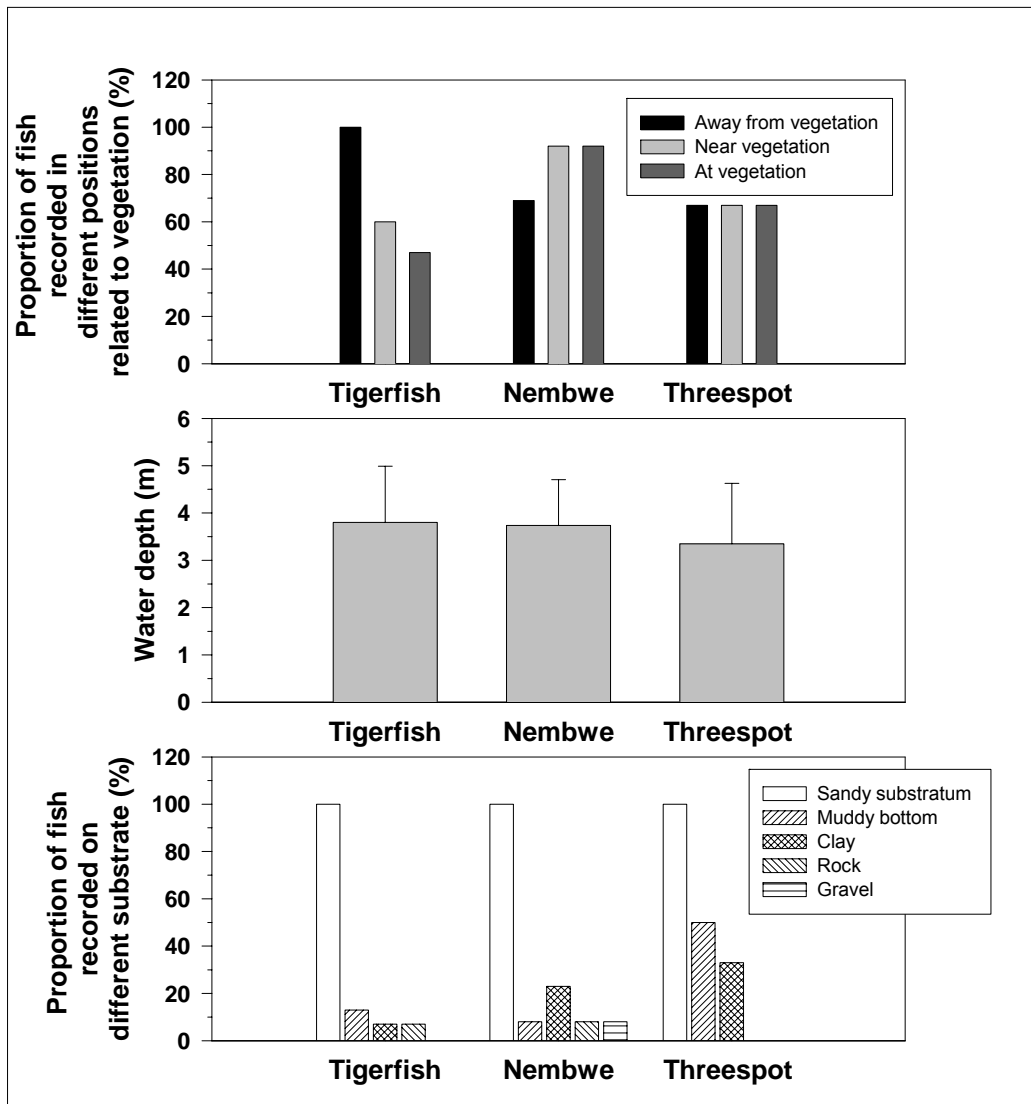 Proportion of fish
recorded in
different positions
related to vegetation (%)
120
100
80
60
40
20
0
Away from vegetation
Near vegetation
At vegetation
Tigerfish Nembwe Threespot
Water depth (m)
6
5
4
3
2
1
0
Tigerfish Nembwe Threespot
Proportion of fish
recorded on
different substrate (%)
120
100
80
60
40
20
0
Sandy substratum
Muddy bottom
Clay
Rock
Gravel
Tigerfish Nembwe Threespot